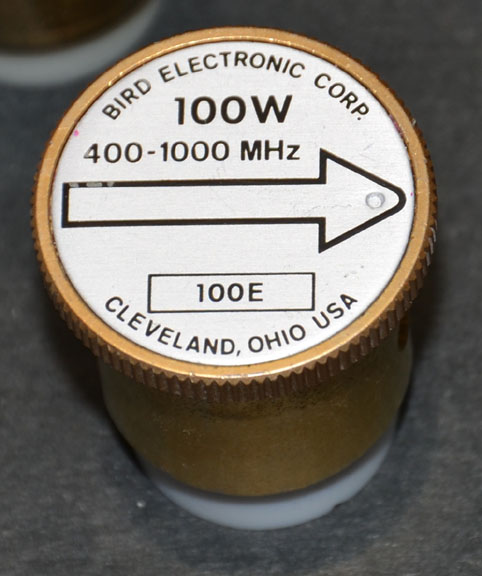 BIRD ELECTRONIC CORP.
100W
400-1000 MHz
100E
CLEVELAND, OHIO USA